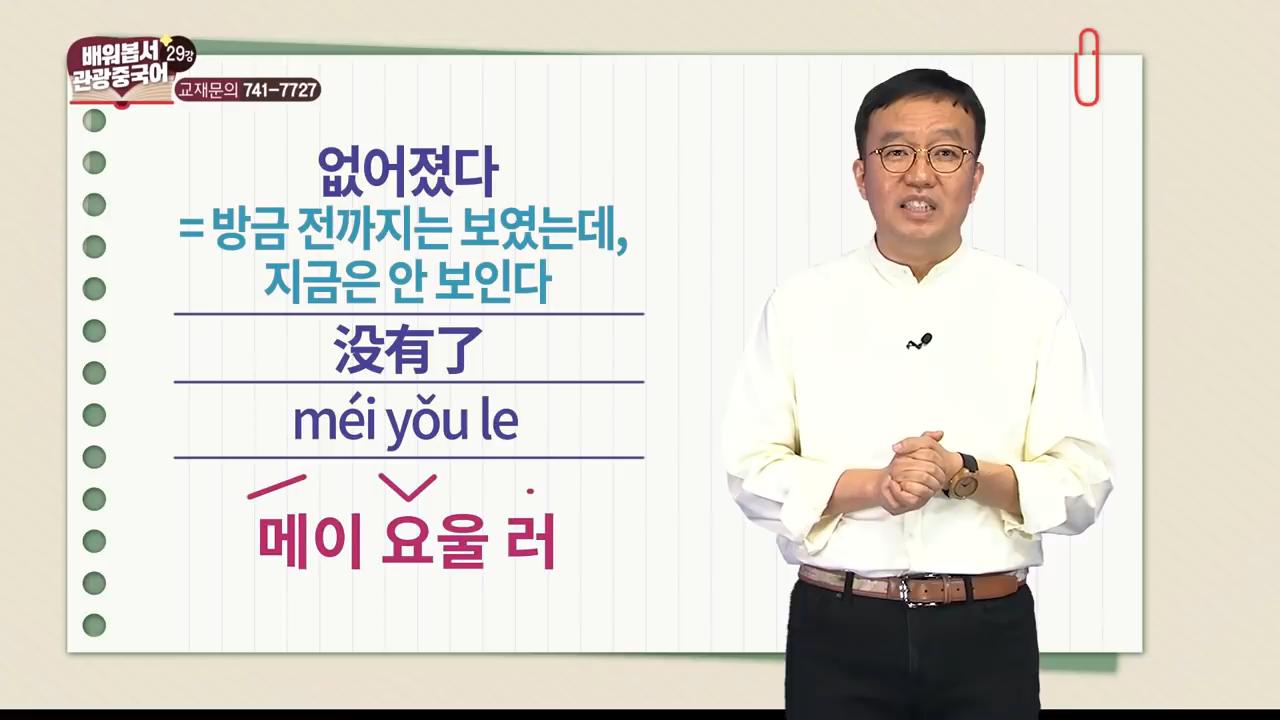 배워봅서 29강
관광중국어
교재문의 741-7727
없어졌다
= 방금 전까지는 보였는데,
지금은 안 보인다
没有了
méi yǒu le
메이 요울 러